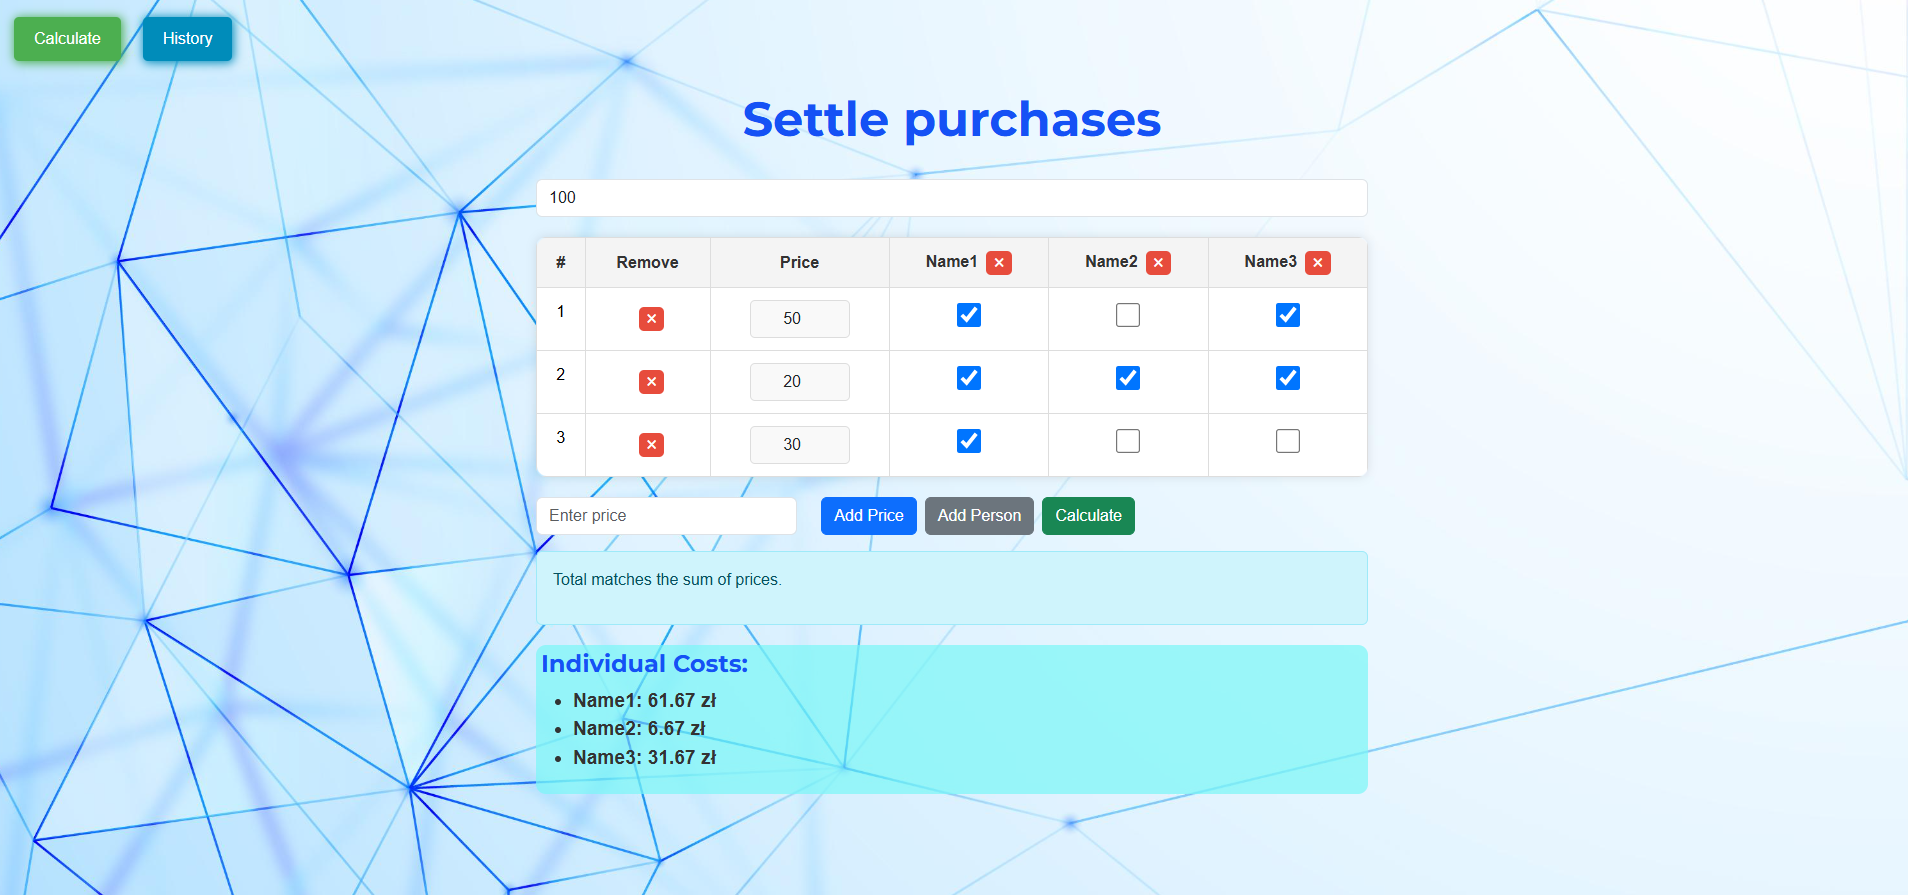 Calculate History
Settle purchases
100
# Remove Price Name1 × Name2 × Name3 ×
1 × 50
2 × 20
3 × 30
Enter price Add Price Add Person Calculate
Total matches the sum of prices.
Individual Costs:
• Name1: 61.67 zł
• Name2: 6.67 zł
• Name3: 31.67 zł